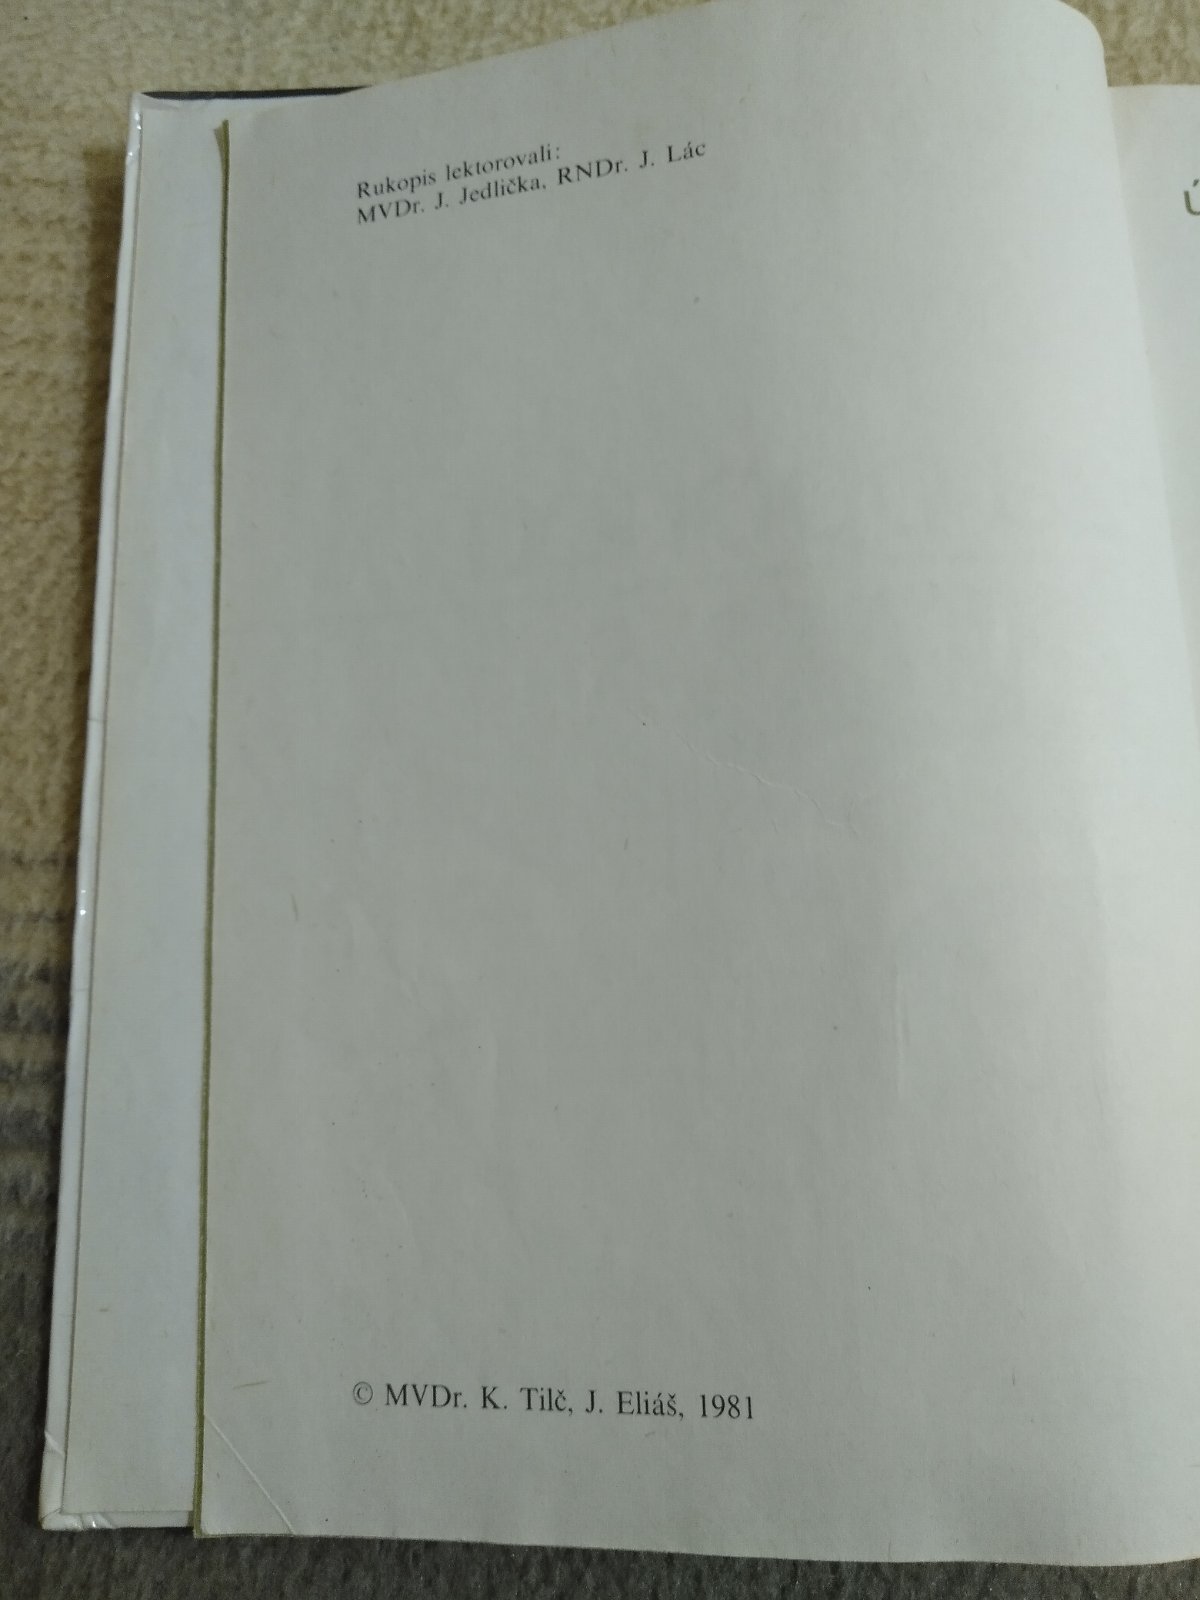 Rukopis lektorovali:
MVDr. J. Jedlička, RNDr. J. Lác
© MVDr. K. Tilč, J. Eliáš, 1981